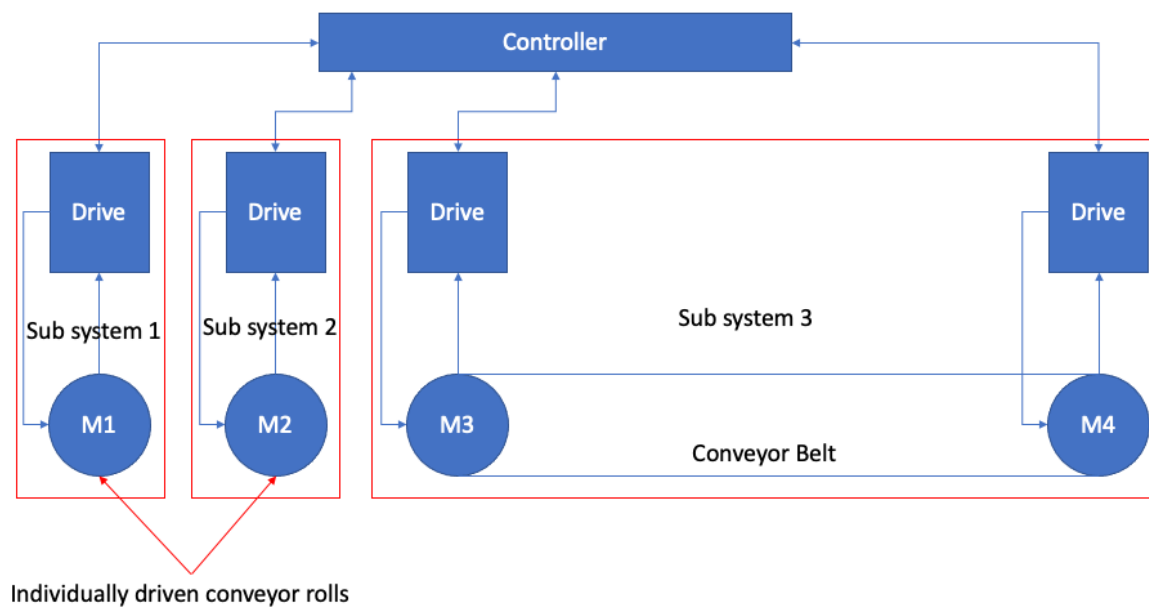 Controller
Drive
Drive
Drive
Drive
Sub system 1
Sub system 2
Sub system 3
M1
M2
M3
M4
Conveyor Belt
Individually driven conveyor rolls